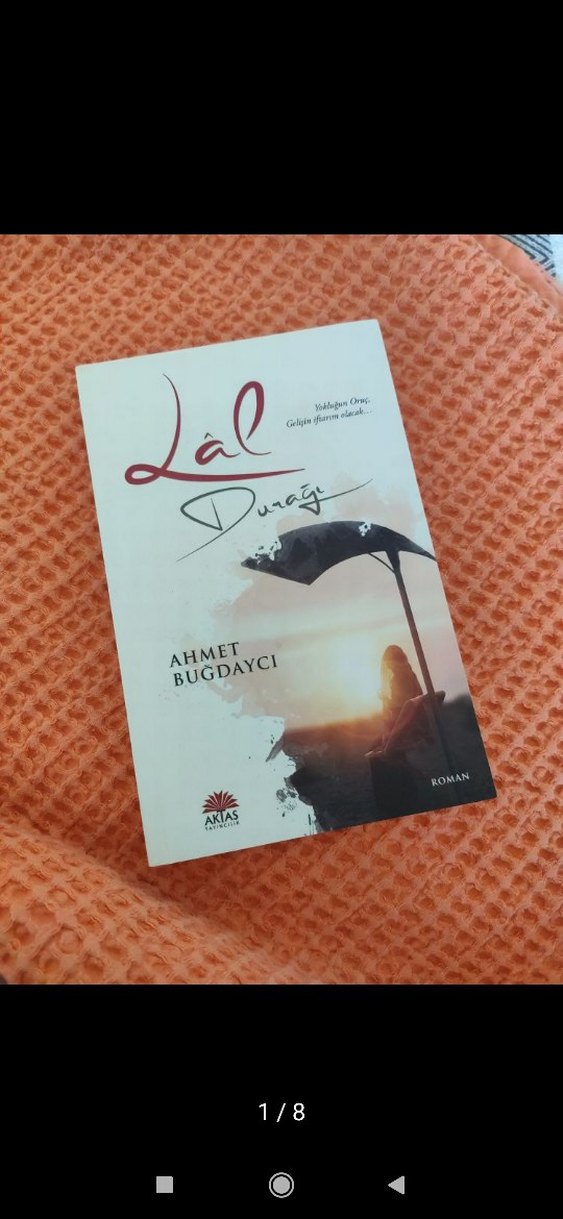 Lâl
Yokluğun Oruç,
Gelişin iftarım olacak...
Durağı
AHMET
BUĞDAYCI
ROMAN
AKTAŞ
YAYINCILIK
1 / 8